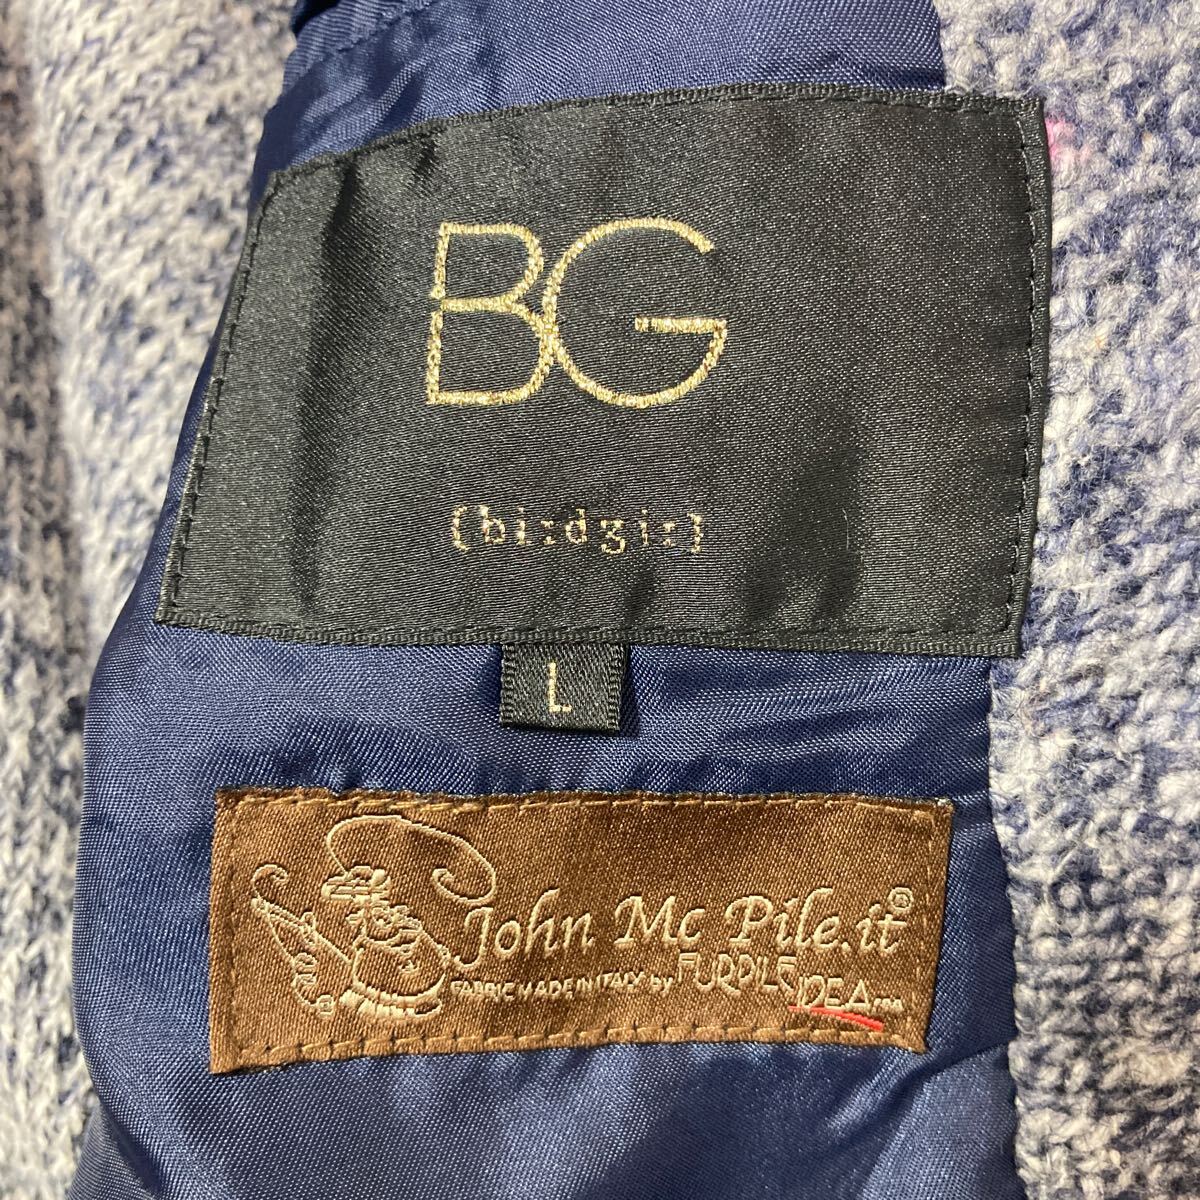 BG
{bi:dʒi:}
L
John Mc Pile.it®
FABRIC MADE IN ITALY by FURPILE IDEA